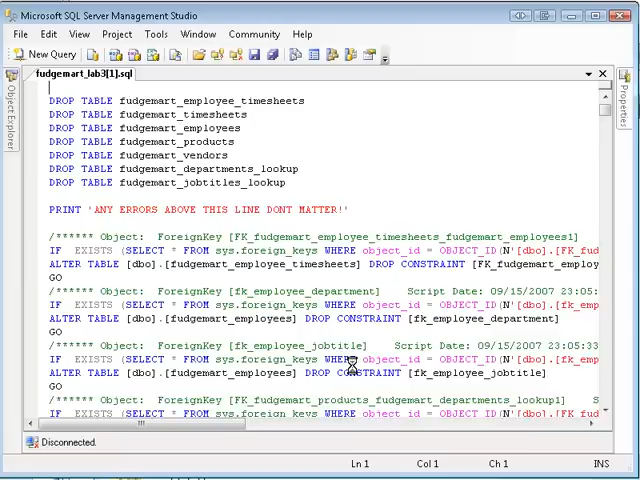 Microsoft SQL Server Management Studio
File Edit View Project Tools Window Community Help
New Query
fudgemart_lab3[1].sql
Object Explorer
Properties
DROP TABLE fudgemart_employee_timesheets
DROP TABLE fudgemart_timesheets
DROP TABLE fudgemart_employees
DROP TABLE fudgemart_products
DROP TABLE fudgemart_vendors
DROP TABLE fudgemart_departments_lookup
DROP TABLE fudgemart_jobtitles_lookup
PRINT 'ANY ERRORS ABOVE THIS LINE DONT MATTER!'
/****** Object:  ForeignKey [FK_fudgemart_employee_timesheets_fudgemart_employees1]
IF  EXISTS (SELECT * FROM sys.foreign_keys WHERE object_id = OBJECT_ID(N'[dbo].[FK_fud
ALTER TABLE [dbo].[fudgemart_employee_timesheets] DROP CONSTRAINT [FK_fudgemart_employ
GO
/****** Object:  ForeignKey [fk_employee_department]    Script Date: 09/15/2007 23:05:
IF  EXISTS (SELECT * FROM sys.foreign_keys WHERE object_id = OBJECT_ID(N'[dbo].[fk_emp
ALTER TABLE [dbo].[fudgemart_employees] DROP CONSTRAINT [fk_employee_department]
GO
/****** Object:  ForeignKey [fk_employee_jobtitle]    Script Date: 09/15/2007 23:05:33
IF  EXISTS (SELECT * FROM sys.foreign_keys WHERE object_id = OBJECT_ID(N'[dbo].[fk_emp
ALTER TABLE [dbo].[fudgemart_employees] DROP CONSTRAINT [fk_employee_jobtitle]
GO
/****** Object:  ForeignKey [FK_fudgemart_products_fudgemart_departments_lookup1]    S
IF  EXISTS (SELECT * FROM sys.foreign_keys WHERE object_id = OBJECT_ID(N'[dbo].[FK_fud
Disconnected.
Ln 1 Col 1 Ch 1 INS